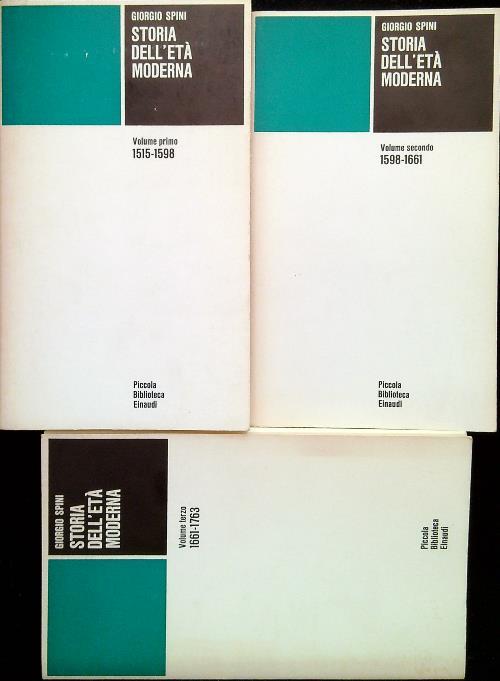 GIORGIO SPINI
STORIA
DELL'ETÀ
MODERNA
Volume primo
1515-1598
Piccola
Biblioteca
Einaudi
GIORGIO SPINI
STORIA
DELL'ETÀ
MODERNA
Volume secondo
1598-1661
Piccola
Biblioteca
Einaudi
GIORGIO SPINI
STORIA
DELL'ETÀ
MODERNA
Volume terzo
1661-1763
Piccola
Biblioteca
Einaudi